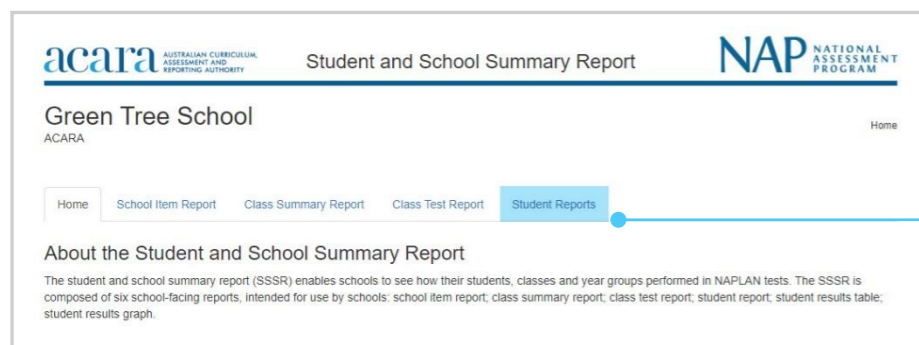 acara AUSTRALIAN CURRICULUM,
ASSESSMENT AND
REPORTING AUTHORITY
Student and School Summary Report
NAP NATIONAL
ASSESSMENT
PROGRAM
Green Tree School
ACARA
Home
Home School Item Report Class Summary Report Class Test Report Student Reports
About the Student and School Summary Report
The student and school summary report (SSSR) enables schools to see how their students, classes and year groups performed in NAPLAN tests. The SSSR is
composed of six school-facing reports, intended for use by schools: school item report; class summary report; class test report; student report; student results table;
student results graph.